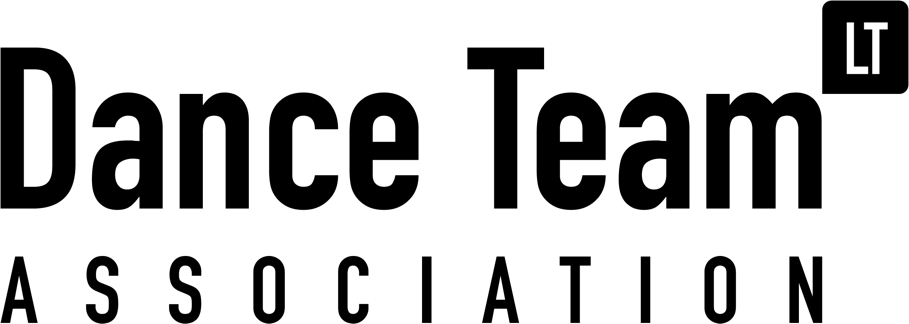 Dance Team LT
ASSOCIATION